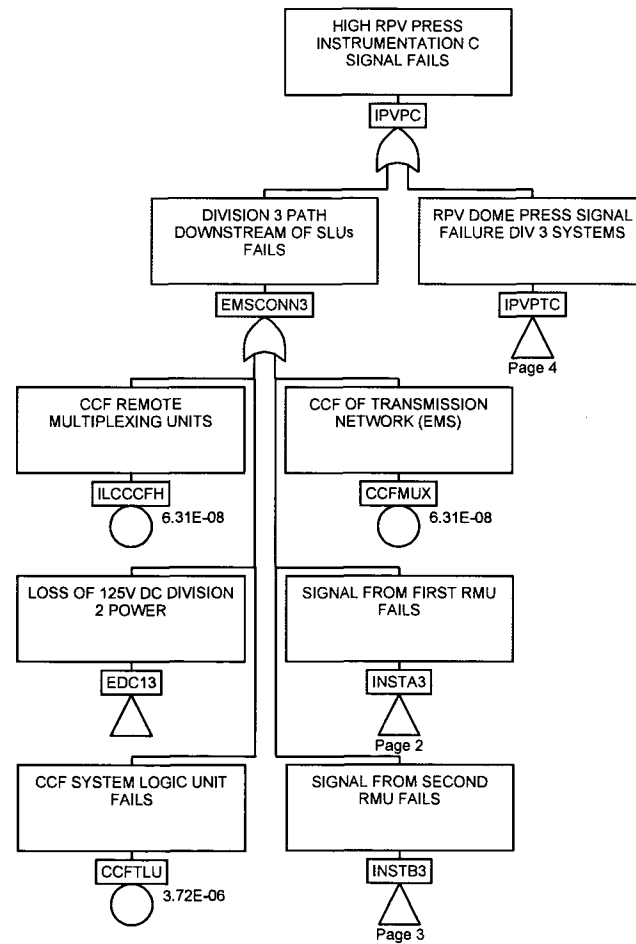 HIGH RPV PRESS
INSTRUMENTATION C
SIGNAL FAILS
IPVPC
DIVISION 3 PATH
DOWNSTREAM OF SLUs
FAILS
EMSCONN3
RPV DOME PRESS SIGNAL
FAILURE DIV 3 SYSTEMS
IPVPTC
Page 4
CCF REMOTE
MULTIPLEXING UNITS
ILCCCFH
6.31E-08
CCF OF TRANSMISSION
NETWORK (EMS)
CCFMUX
6.31E-08
LOSS OF 125V DC DIVISION
2 POWER
EDC13
SIGNAL FROM FIRST RMU
FAILS
INSTA3
Page 2
CCF SYSTEM LOGIC UNIT
FAILS
CCFTLU
3.72E-06
SIGNAL FROM SECOND
RMU FAILS
INSTB3
Page 3